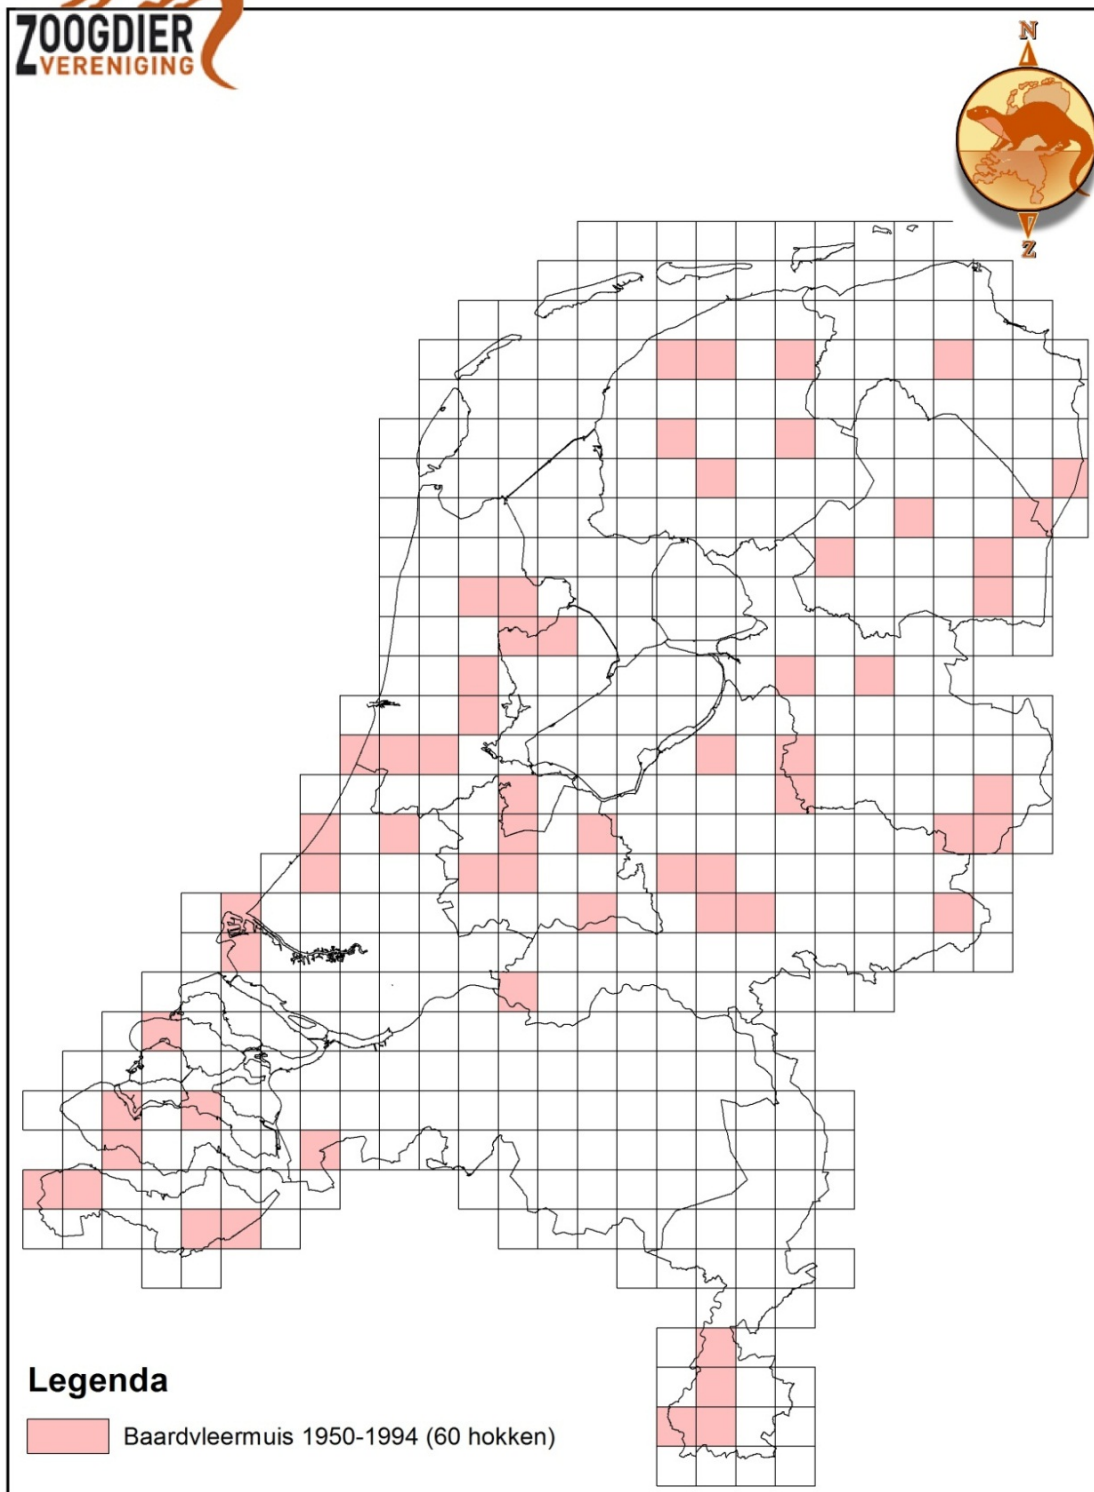 ZOOGDIER
VERENIGING
N
Z
Legenda
Baardvleermuis 1950-1994 (60 hokken)